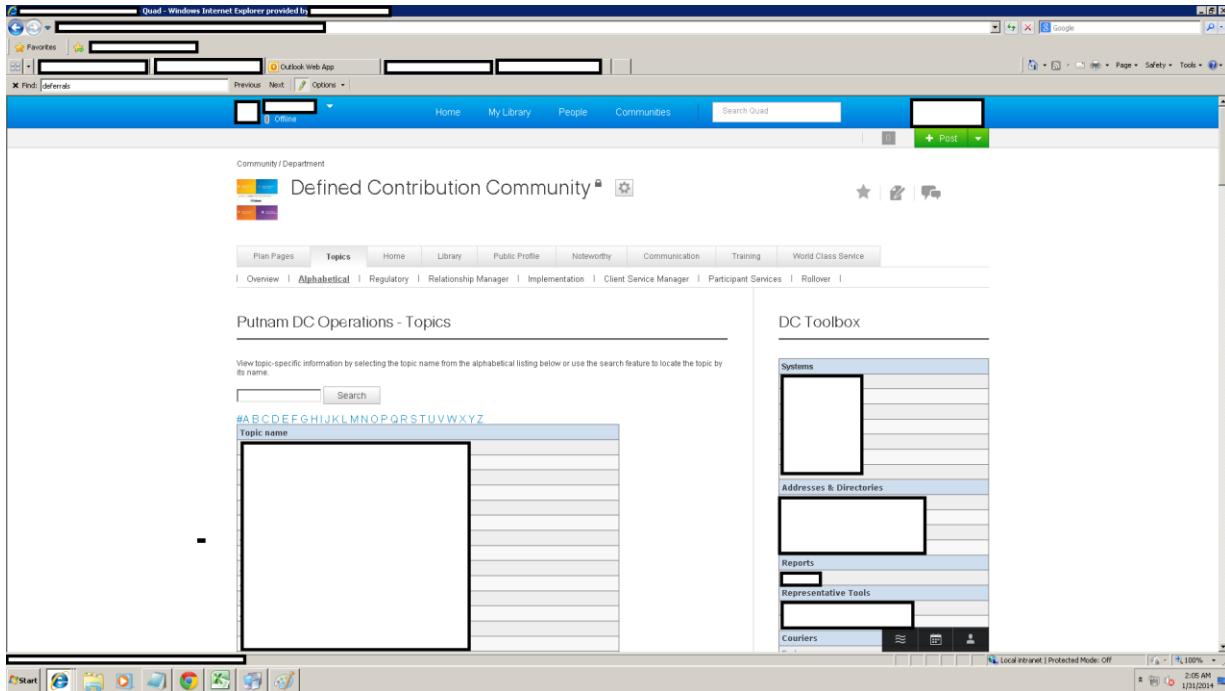 Quad - Windows Internet Explorer provided by
Google
Favorites
Outlook Web App
Page Safety Tools
Find: deferrals Previous Next Options
Offline
Home My Library People Communities Search Quad
0 + Post
Community / Department
Defined Contribution Community
Plan Pages Topics Home Library Public Profile Noteworthy Communication Training World Class Service
| Overview | Alphabetical | Regulatory | Relationship Manager | Implementation | Client Service Manager | Participant Services | Rollover |
Putnam DC Operations - Topics
DC Toolbox
View topic-specific information by selecting the topic name from the alphabetical listing below or use the search feature to locate the topic by
its name.
Systems
Search
#A B C D E F G H I J K L M N O P Q R S T U V W X Y Z
Topic name
Addresses & Directories
Reports
Representative Tools
Couriers
Local intranet | Protected Mode: Off 100%
Start
2:05 AM
1/31/2014